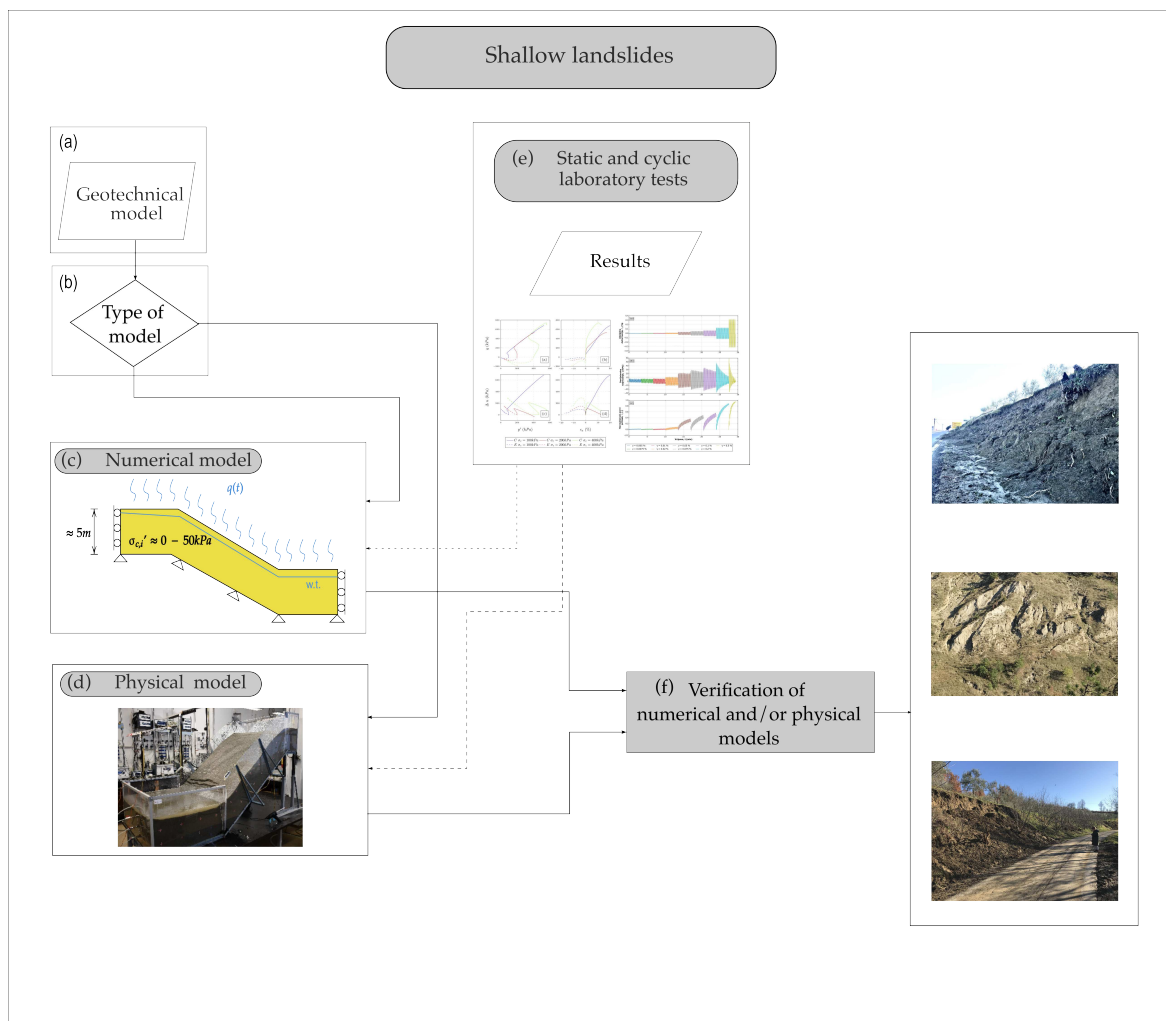 Shallow landslides
(a)
Geotechnical
model
(b)
Type of
model
(e) Static and cyclic
laboratory tests
Results
(c) Numerical model
q(t)
≈ 5m
σc,i′ ≈ 0 – 50kPa
w.t.
(d) Physical model
(f) Verification of
numerical and/or physical
models